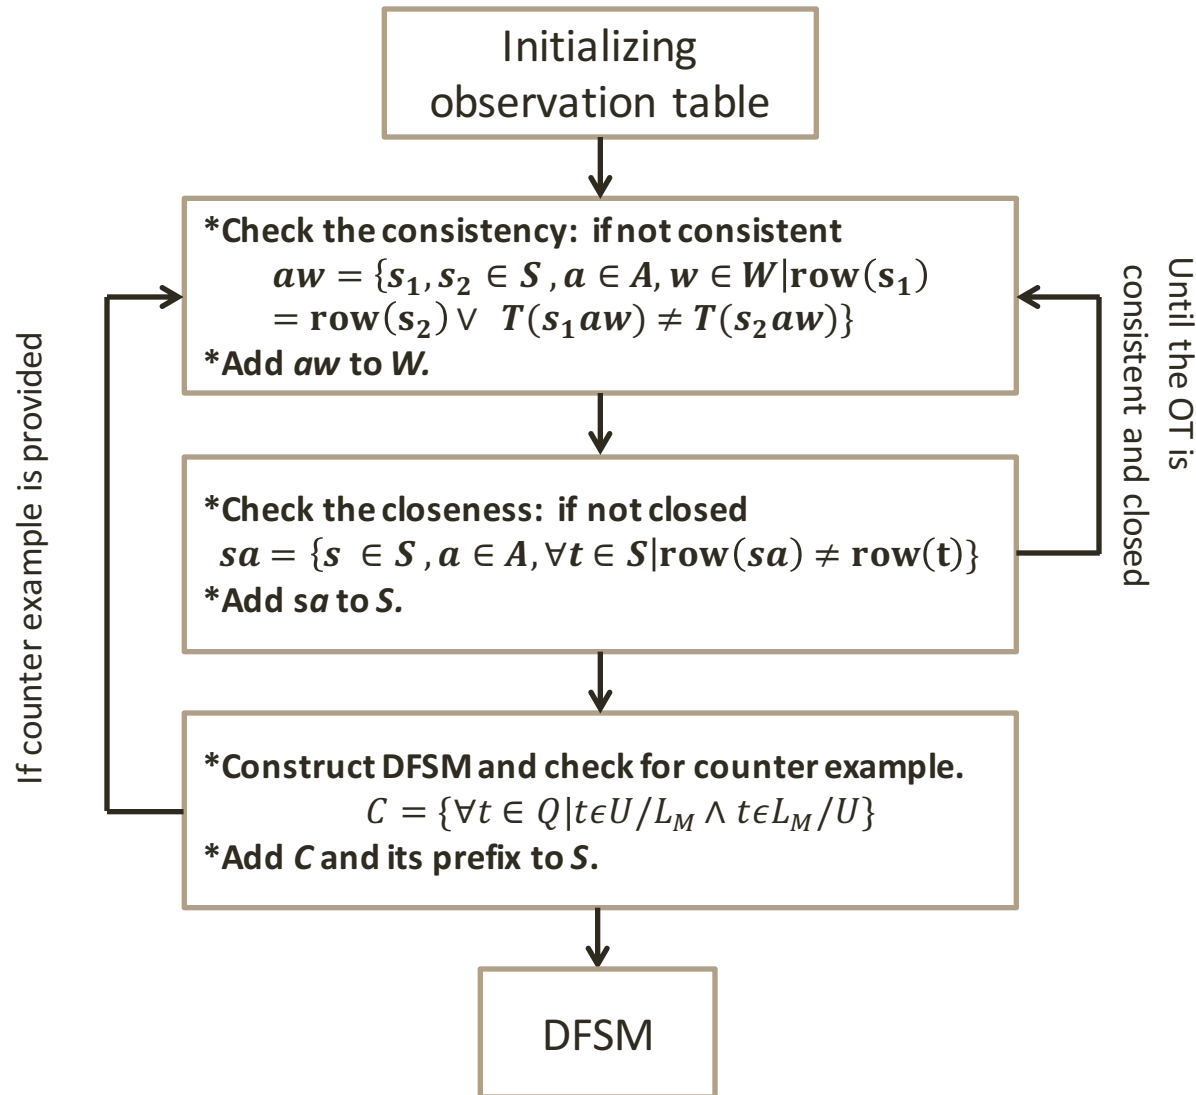 Initializing
observation table
*Check the consistency: if not consistent
aw = {s₁, s₂ ∈ S , a ∈ A, w ∈ W|row(s₁)
= row(s₂) ∨ T(s₁aw) ≠ T(s₂aw)}
*Add aw to W.
*Check the closeness: if not closed
sa = {s ∈ S , a ∈ A, ∀t ∈ S|row(sa) ≠ row(t)}
*Add sa to S.
*Construct DFSM and check for counter example.
C = {∀t ∈ Q|tϵU/L_M ∧ tϵL_M/U}
*Add C and its prefix to S.
DFSM
If counter example is provided
Until the OT is
consistent and closed